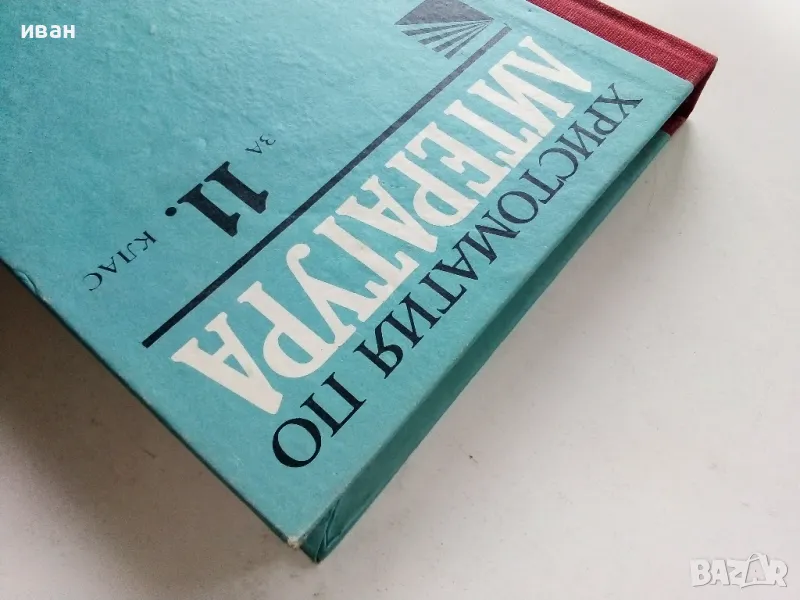 иван
ХРИСТОМАТИЯ ПО
ЛИТЕРАТУРА
ЗА 11. КЛАС
BAZAR